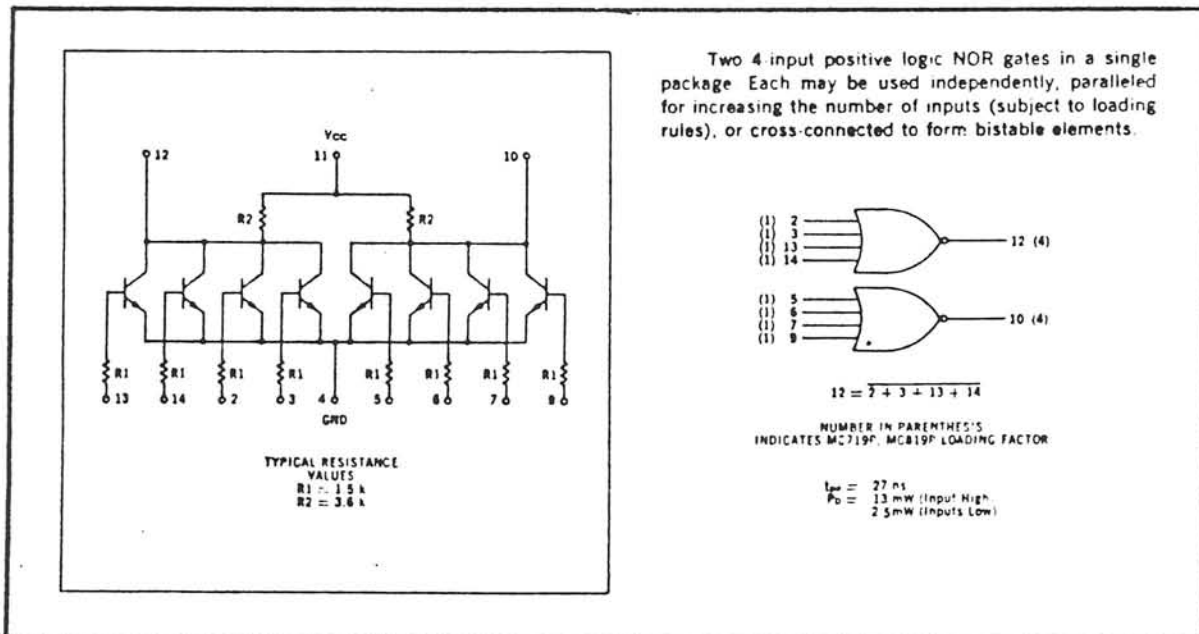 Two 4 input positive logic NOR gates in a single
package Each may be used independently, paralleled
for increasing the number of inputs (subject to loading
rules), or cross-connected to form bistable elements.
VCC
12 11 10
R2 R2
R1 R1 R1 R1 R1 R1 R1 R1
13 14 2 3 4 5 6 7 9
GND
TYPICAL RESISTANCE
VALUES
R1 = 1.5 k
R2 = 3.6 k
(1) 2
(1) 3
(1) 13
(1) 14
12 (4)
(1) 5
(1) 6
(1) 7
(1) 9
10 (4)
12 = 2 + 3 + 13 + 14
NUMBER IN PARENTHES'S
INDICATES MC719P, MC819P LOADING FACTOR
= 27 ns
PD = 13 mW (Input High
2 5mW (Inputs Low)